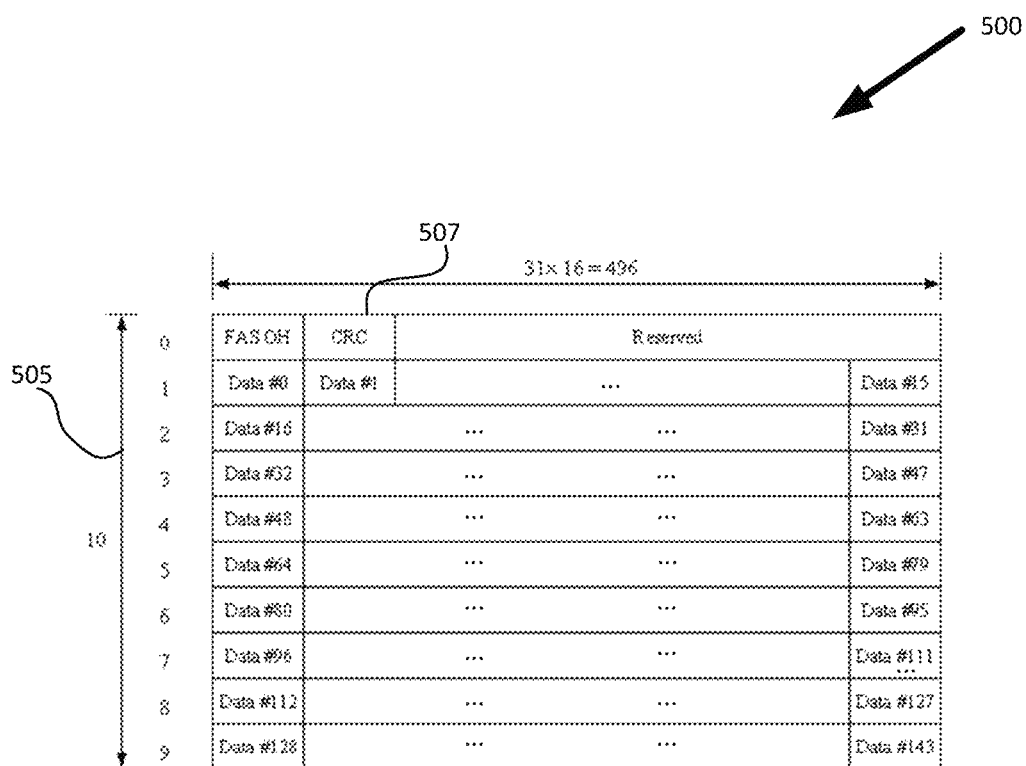 500
507
31×16=496
0 FAS OH CRC Reserved
505
1 Data #0 Data #1 ... Data #15
2 Data #16 ... ... Data #31
3 Data #32 ... ... Data #47
4 Data #48 ... ... Data #63
10
5 Data #64 ... ... Data #79
6 Data #80 ... ... Data #95
7 Data #96 ... ... Data #111
...
8 Data #112 ... ... Data #127
9 Data #128 ... ... Data #143